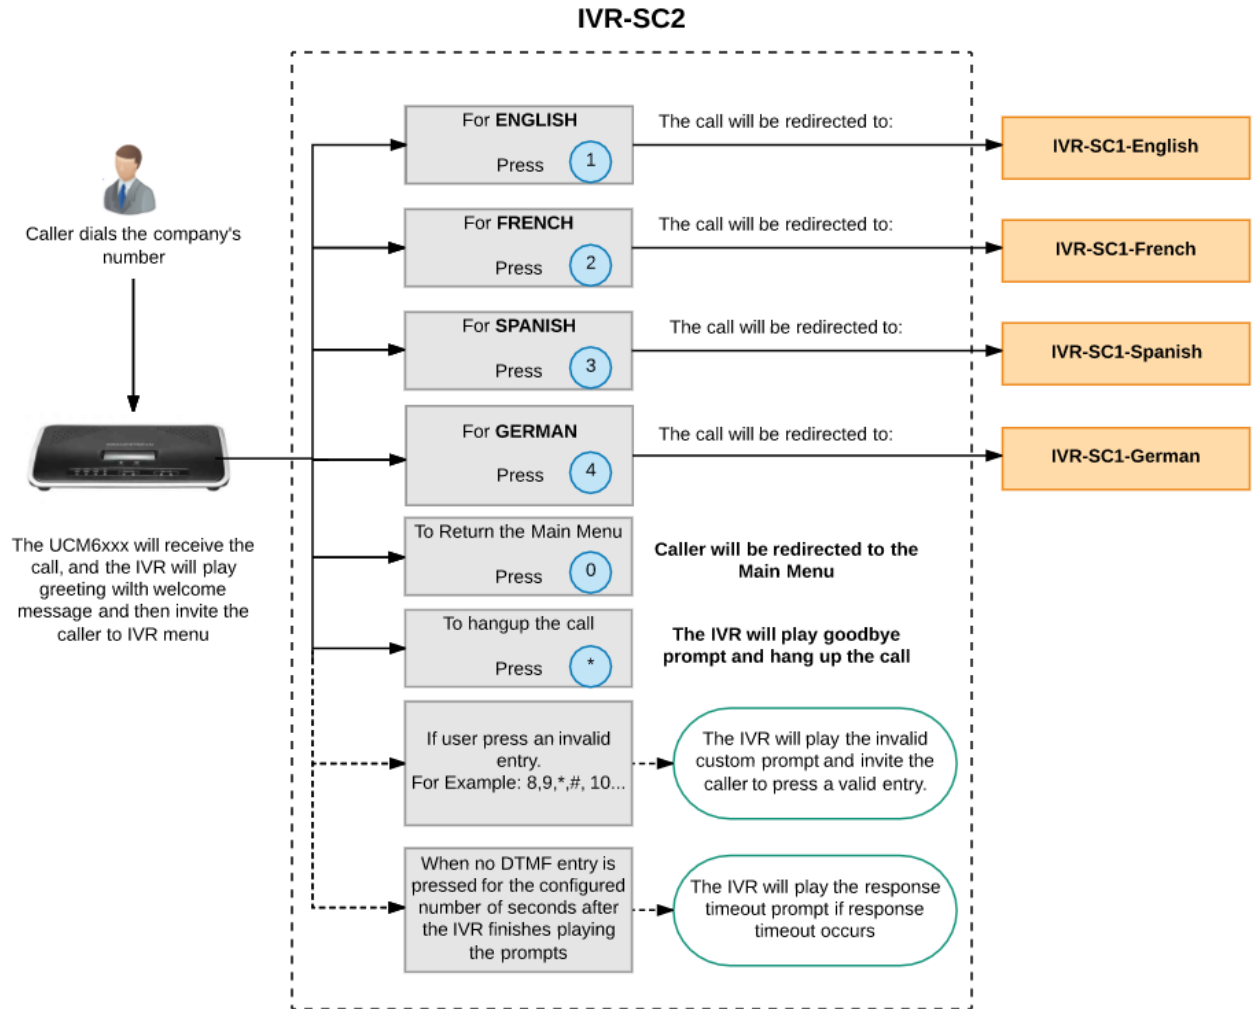 IVR-SC2
Caller dials the company's
number
The UCM6xxx will receive the
call, and the IVR will play
greeting wilth welcome
message and then invite the
caller to IVR menu
For ENGLISH
Press 1
The call will be redirected to:
IVR-SC1-English
For FRENCH
Press 2
The call will be redirected to:
IVR-SC1-French
For SPANISH
Press 3
The call will be redirected to:
IVR-SC1-Spanish
For GERMAN
Press 4
The call will be redirected to:
IVR-SC1-German
To Return the Main Menu
Press 0
Caller will be redirected to the
Main Menu
To hangup the call
Press *
The IVR will play goodbye
prompt and hang up the call
If user press an invalid
entry.
For Example: 8,9,*,#, 10...
The IVR will play the invalid
custom prompt and invite the
caller to press a valid entry.
When no DTMF entry is
pressed for the configured
number of seconds after
the IVR finishes playing
the prompts
The IVR will play the response
timeout prompt if response
timeout occurs